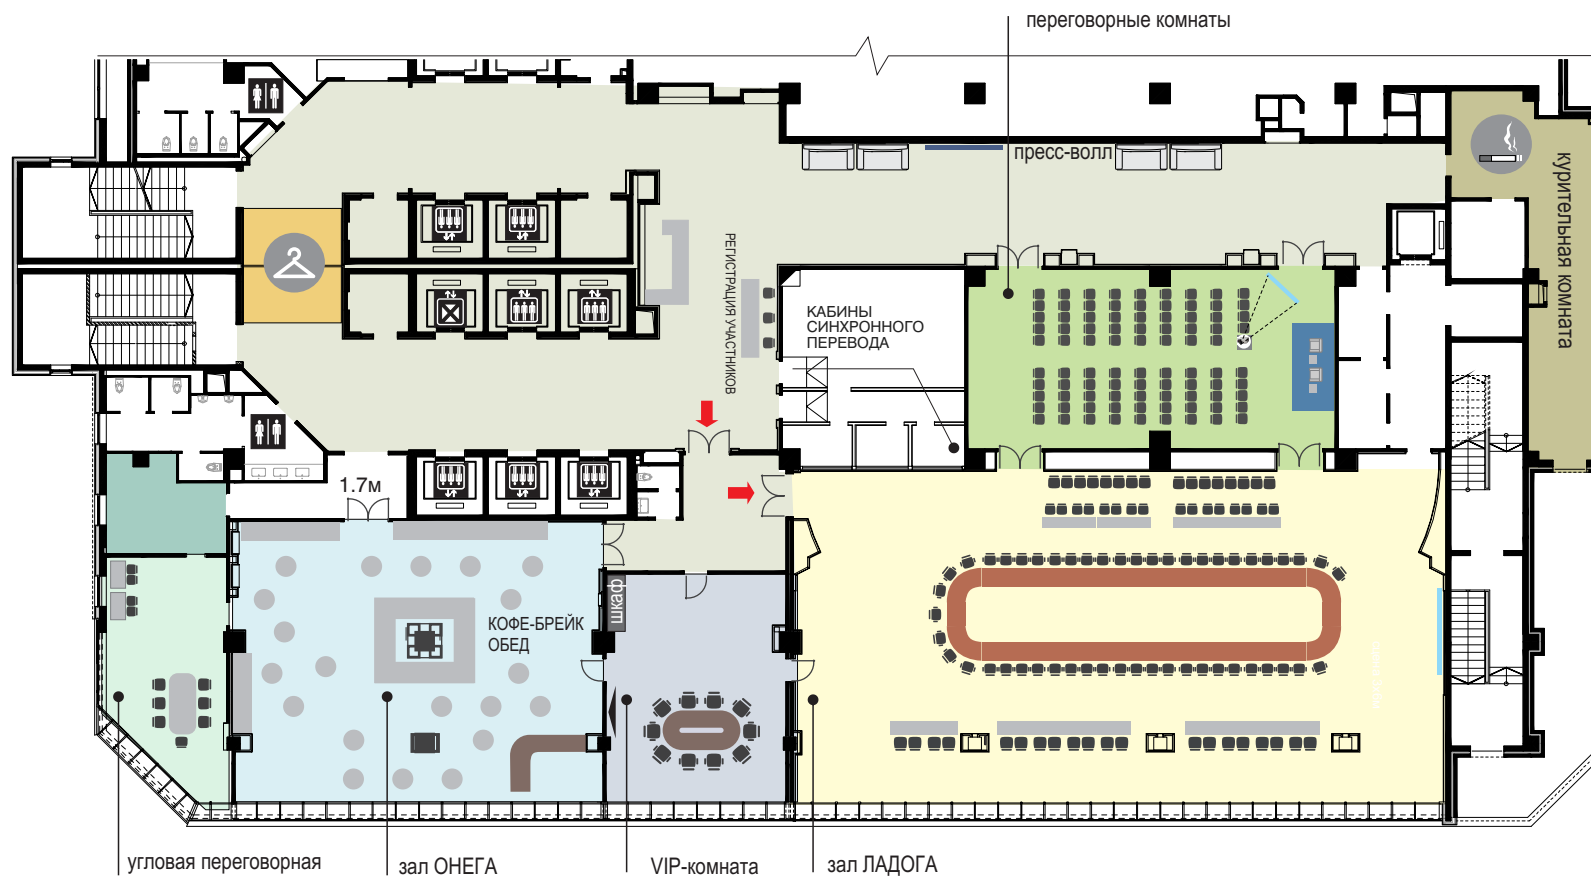 переговорные комнаты
пресс-волл
курительная комната
РЕГИСТРАЦИЯ УЧАСТНИКОВ
КАБИНЫ
СИНХРОННОГО
ПЕРЕВОДА
1.7м
шкаф
КОФЕ-БРЕЙК
ОБЕД
угловая переговорная
зал ОНЕГА
VIP-комната
зал ЛАДОГА